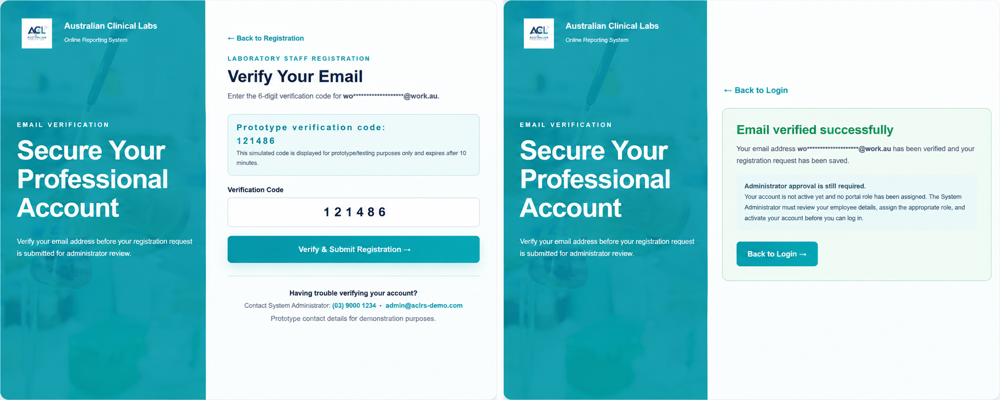 ACL
AUSTRALIAN
Australian Clinical Labs
Online Reporting System
EMAIL VERIFICATION
Secure Your
Professional
Account
Verify your email address before your registration request
is submitted for administrator review.
← Back to Registration
LABORATORY STAFF REGISTRATION
Verify Your Email
Enter the 6-digit verification code for wo*******************@work.au.
Prototype verification code:
121486
This simulated code is displayed for prototype/testing purposes only and expires after 10
minutes.
Verification Code
121486
Verify & Submit Registration →
Having trouble verifying your account?
Contact System Administrator: (03) 9000 1234 • admin@aclrs-demo.com
Prototype contact details for demonstration purposes.
ACL
AUSTRALIAN
Australian Clinical Labs
Online Reporting System
EMAIL VERIFICATION
Secure Your
Professional
Account
Verify your email address before your registration request
is submitted for administrator review.
← Back to Login
Email verified successfully
Your email address wo*******************@work.au has been verified and your
registration request has been saved.
Administrator approval is still required.
Your account is not active yet and no portal role has been assigned. The System
Administrator must review your employee details, assign the appropriate role, and
activate your account before you can log in.
Back to Login →